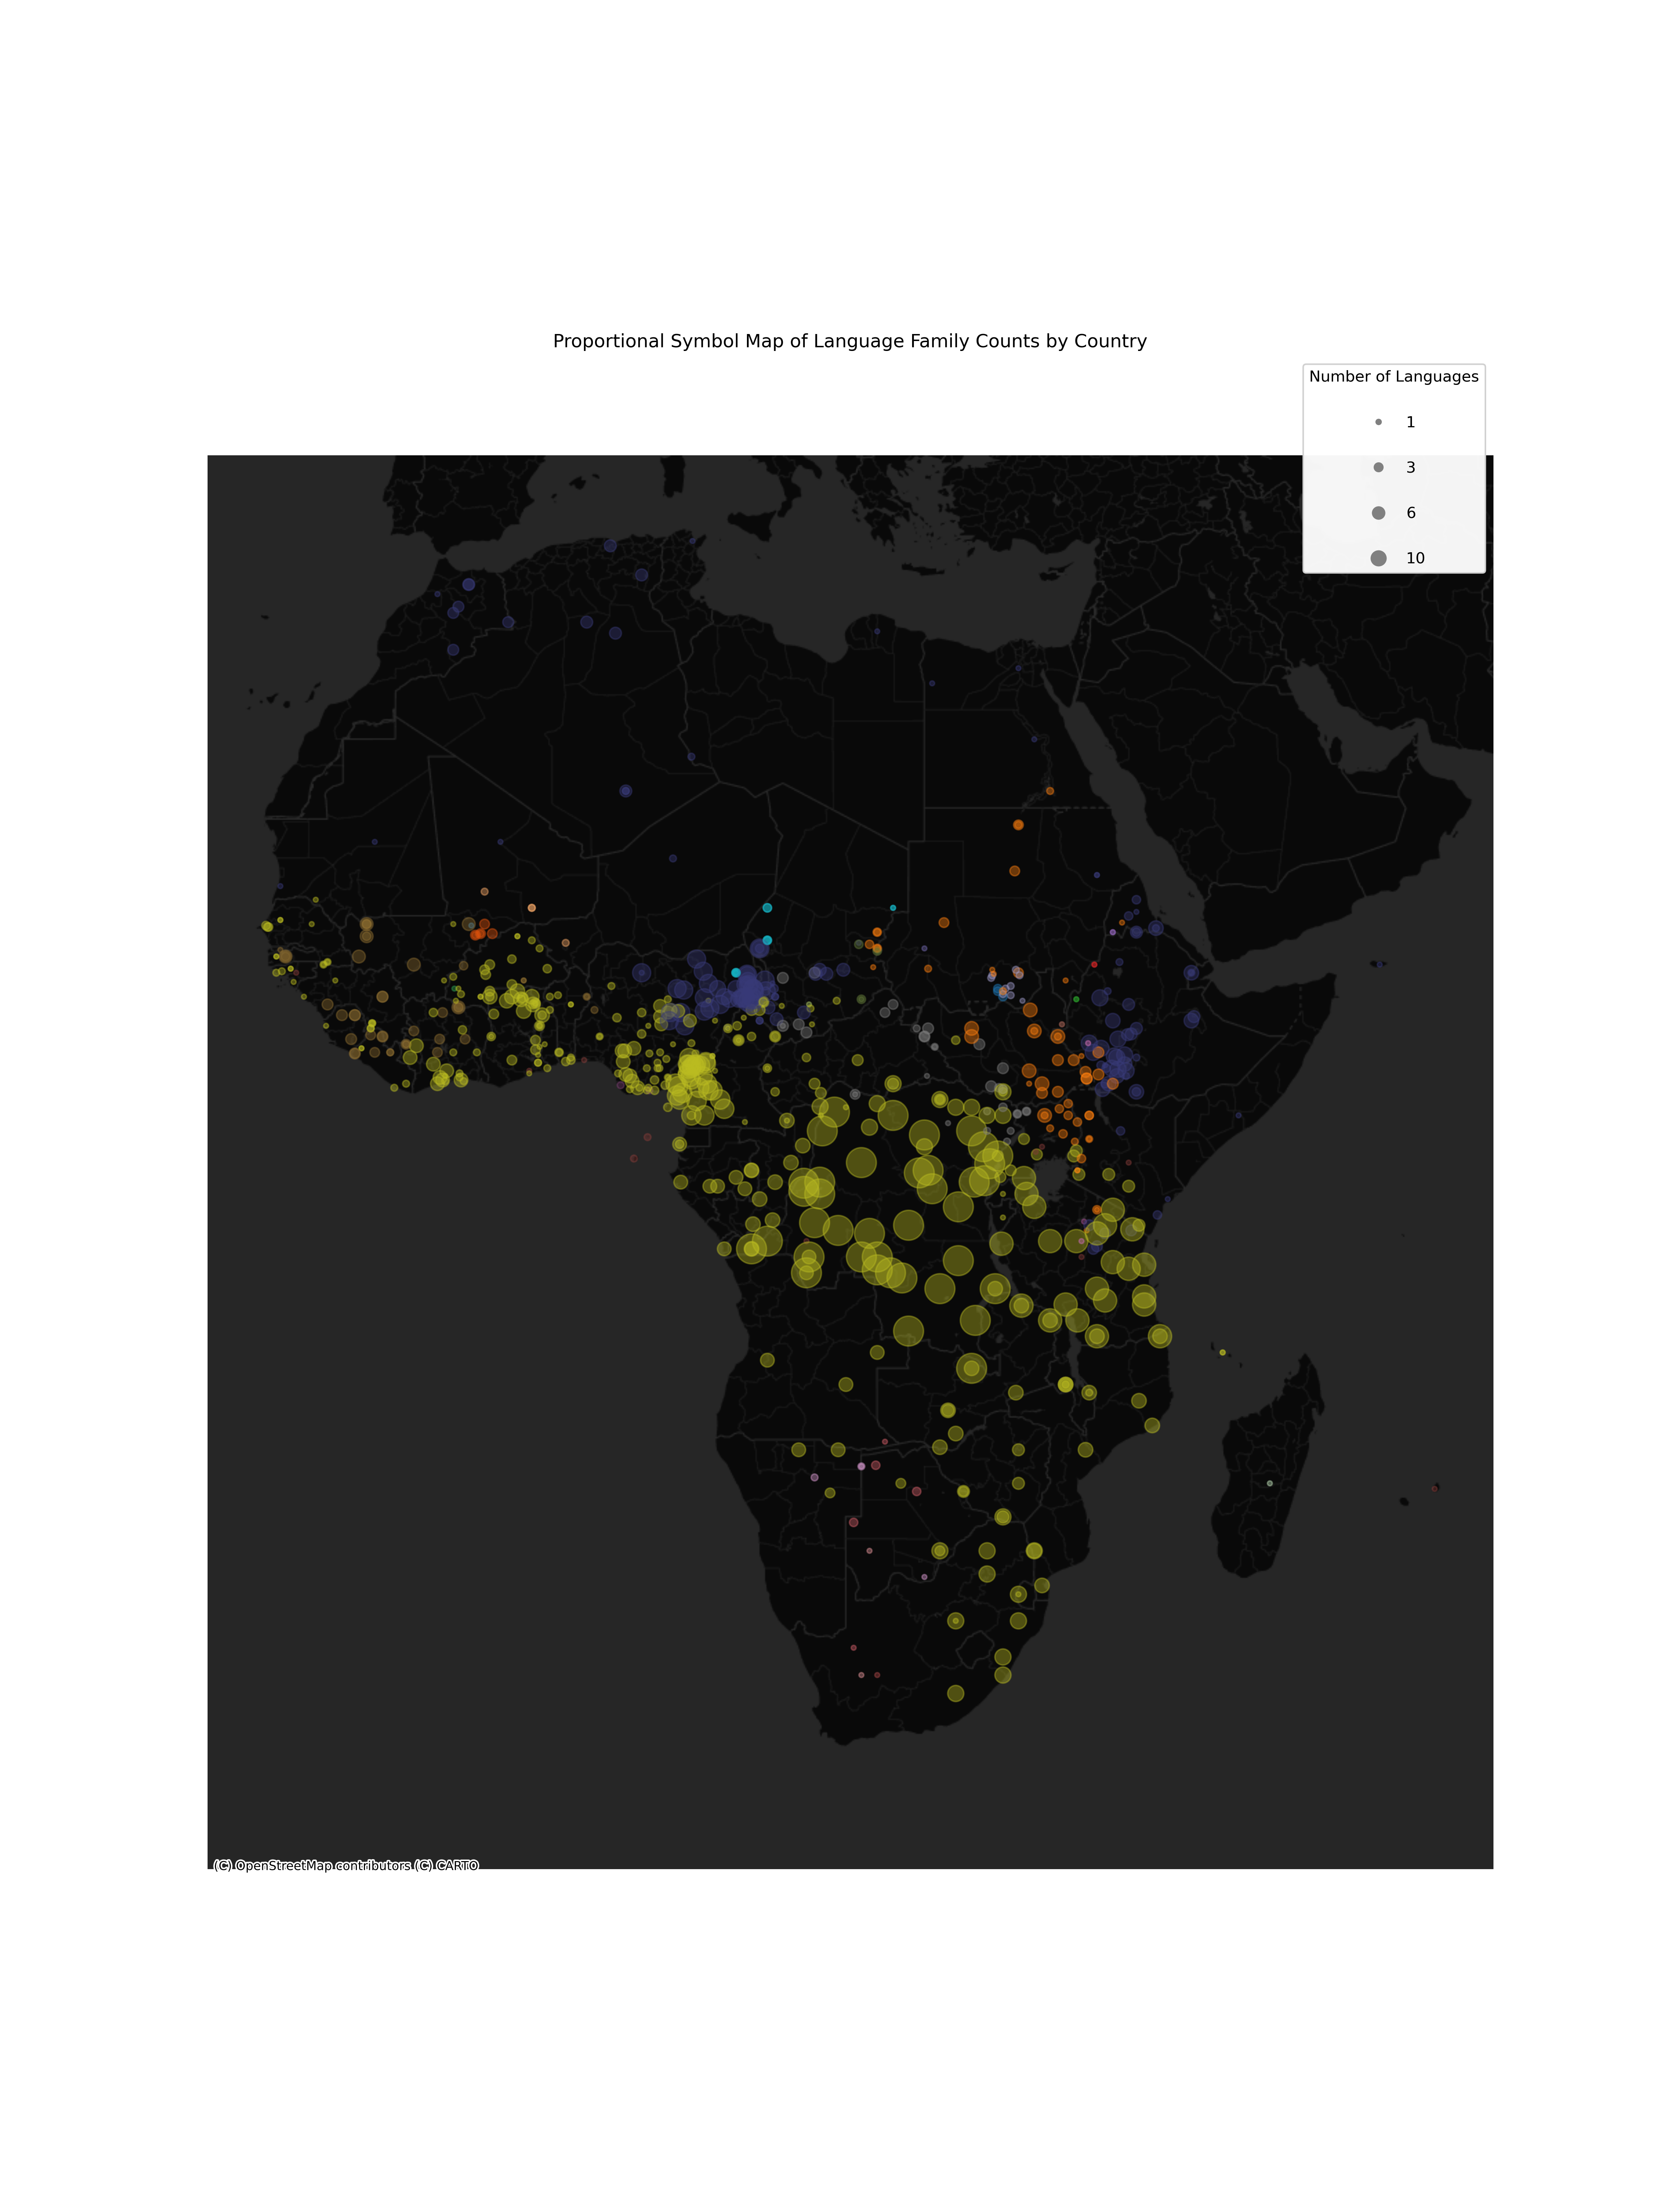 Proportional Symbol Map of Language Family Counts by Country
Number of Languages
1
3
6
10
(C) OpenStreetMap contributors (C) CARTO